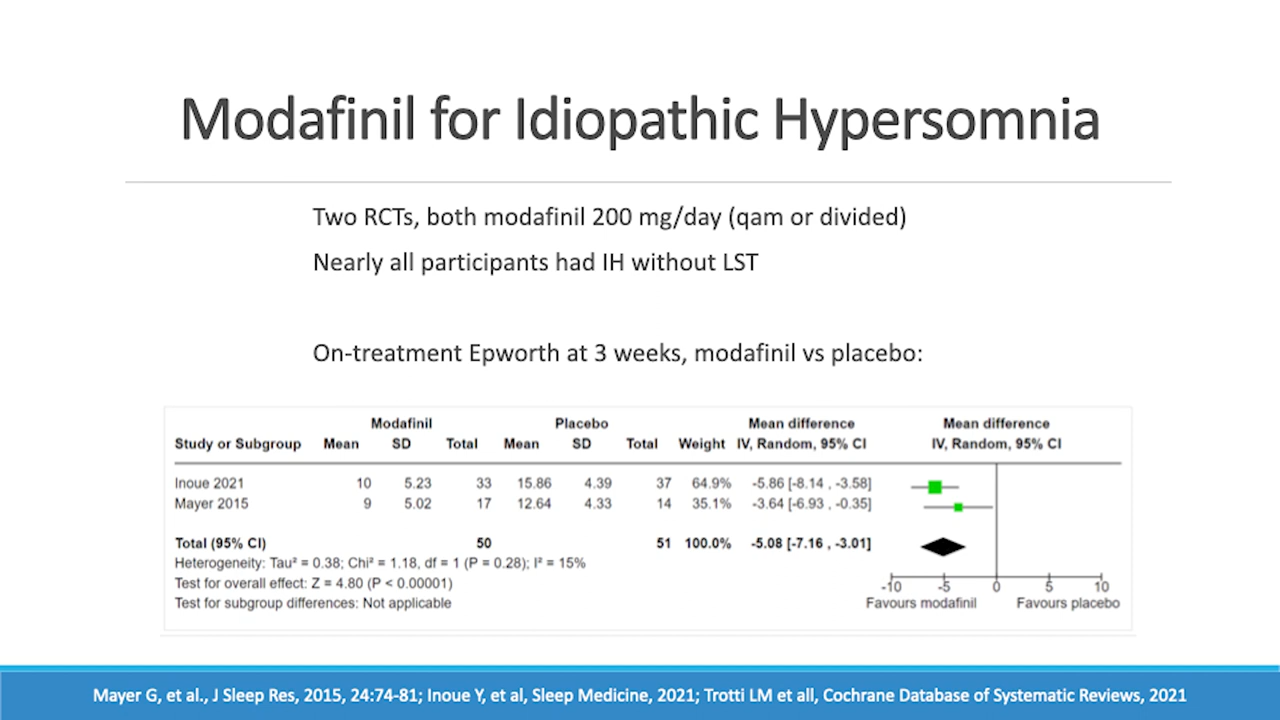 Modafinil for Idiopathic Hypersomnia
Two RCTs, both modafinil 200 mg/day (qam or divided)
Nearly all participants had IH without LST
On-treatment Epworth at 3 weeks, modafinil vs placebo:
Modafinil Placebo Mean difference Mean difference
Study or Subgroup Mean SD Total Mean SD Total Weight IV, Random, 95% CI IV, Random, 95% CI
Inoue 2021 10 5.23 33 15.86 4.39 37 64.9% -5.86 [-8.14 , -3.58]
Mayer 2015 9 5.02 17 12.64 4.33 14 35.1% -3.64 [-6.93 , -0.35]
Total (95% CI) 50 51 100.0% -5.08 [-7.16 , -3.01]
Heterogeneity: Tau² = 0.38; Chi² = 1.18, df = 1 (P = 0.28); I² = 15%
Test for overall effect: Z = 4.80 (P < 0.00001)
Test for subgroup differences: Not applicable
-10 -5 0 5 10
Favours modafinil Favours placebo
Mayer G, et al., J Sleep Res, 2015, 24:74-81; Inoue Y, et al, Sleep Medicine, 2021; Trotti LM et all, Cochrane Database of Systematic Reviews, 2021